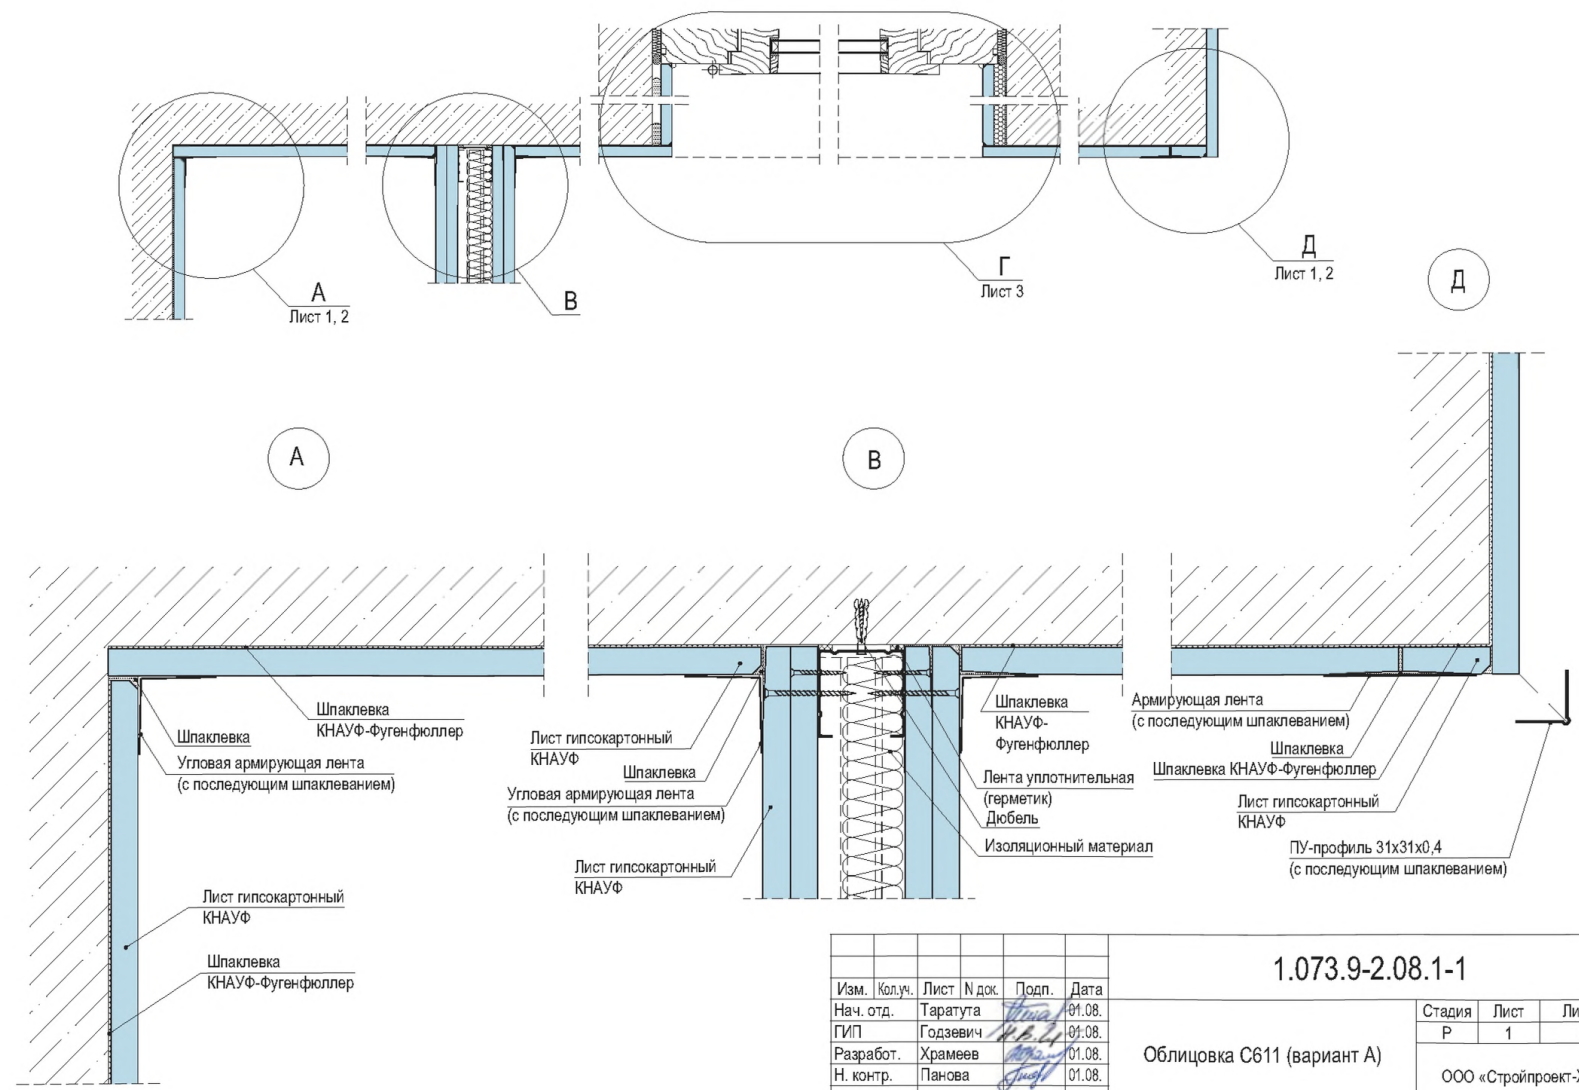 А
Лист 1, 2
В
Г
Лист 3
Д
Лист 1, 2
Д
А
В
Шпаклевка
Шпаклевка
КНАУФ-Фугенфюллер
Угловая армирующая лента
(с последующим шпаклеванием)
Лист гипсокартонный
КНАУФ
Шпаклевка
КНАУФ-Фугенфюллер
Лист гипсокартонный
КНАУФ
Шпаклевка
Угловая армирующая лента
(с последующим шпаклеванием)
Лист гипсокартонный
КНАУФ
Шпаклевка
КНАУФ-
Фугенфюллер
Лента уплотнительная
(герметик)
Дюбель
Изоляционный материал
Армирующая лента
(с последующим шпаклеванием)
Шпаклевка
Шпаклевка КНАУФ-Фугенфюллер
Лист гипсокартонный
КНАУФ
ПУ-профиль 31х31х0,4
(с последующим шпаклеванием)
1.073.9-2.08.1-1
Изм. Кол.уч. Лист N док. Подп. Дата
Нач. отд. Таратута 01.08.
ГИП Годзевич 01.08.
Разработ. Храмеев 01.08.
Н. контр. Панова 01.08.
Облицовка С611 (вариант А)
Стадия Лист Ли
Р 1
ООО «Стройпроект-Х